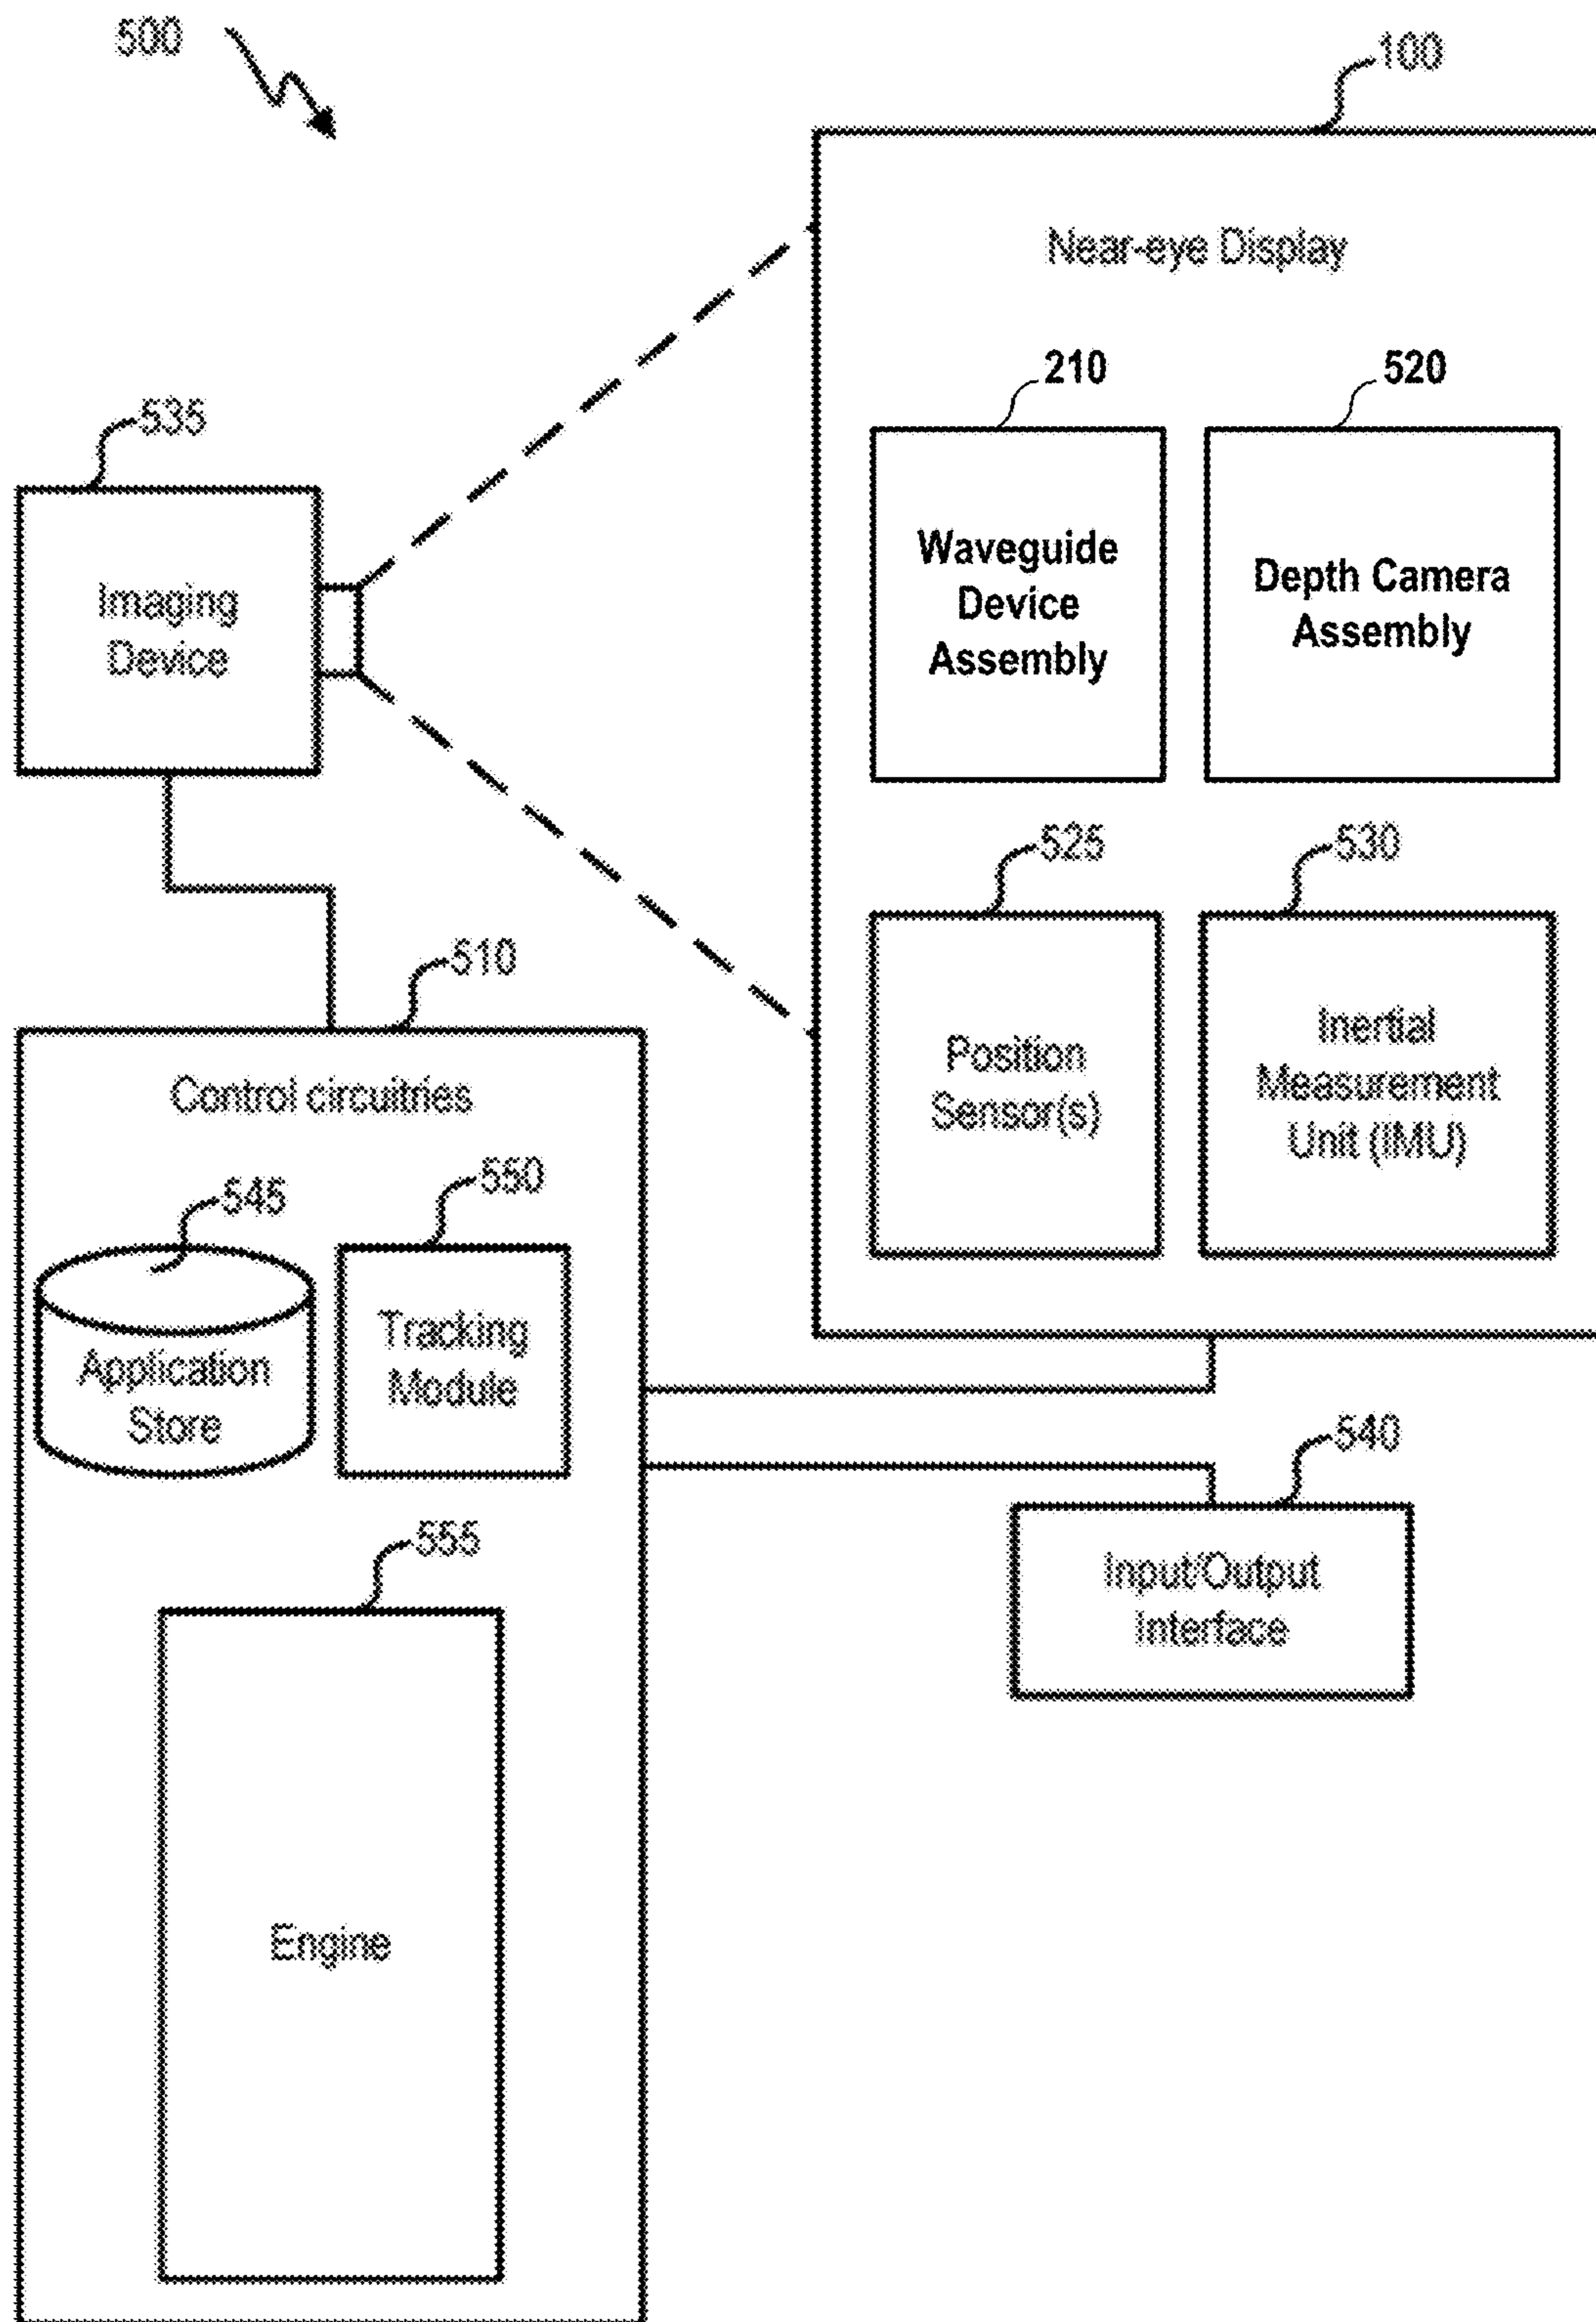 500
100
Near-eye Display
210
520
535
Waveguide
Device
Assembly
Depth Camera
Assembly
Imaging
Device
525
530
510
Position
Sensor(s)
Inertial
Measurement
Unit (IMU)
Control circuitries
545
550
Application
Store
Tracking
Module
540
555
Input/Output
Interface
Engine